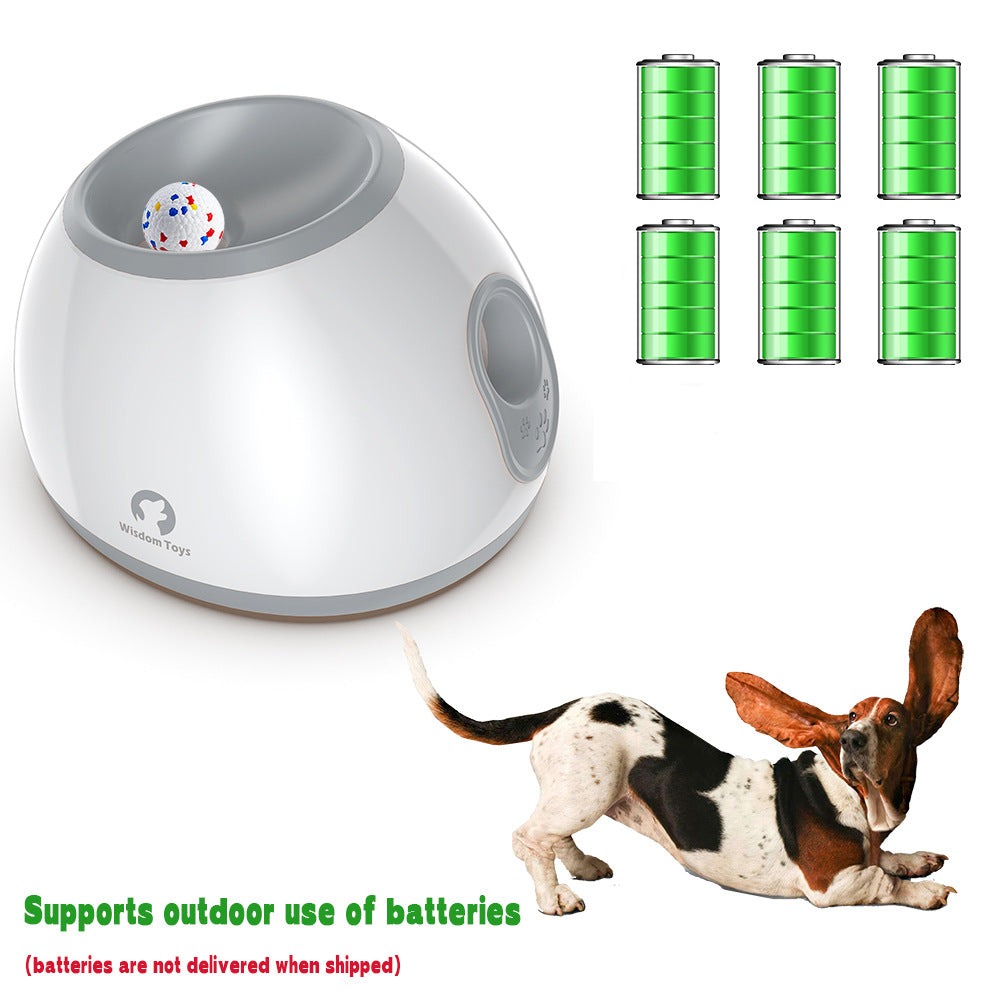 Wisdom Toys
Supports outdoor use of batteries
(batteries are not delivered when shipped)